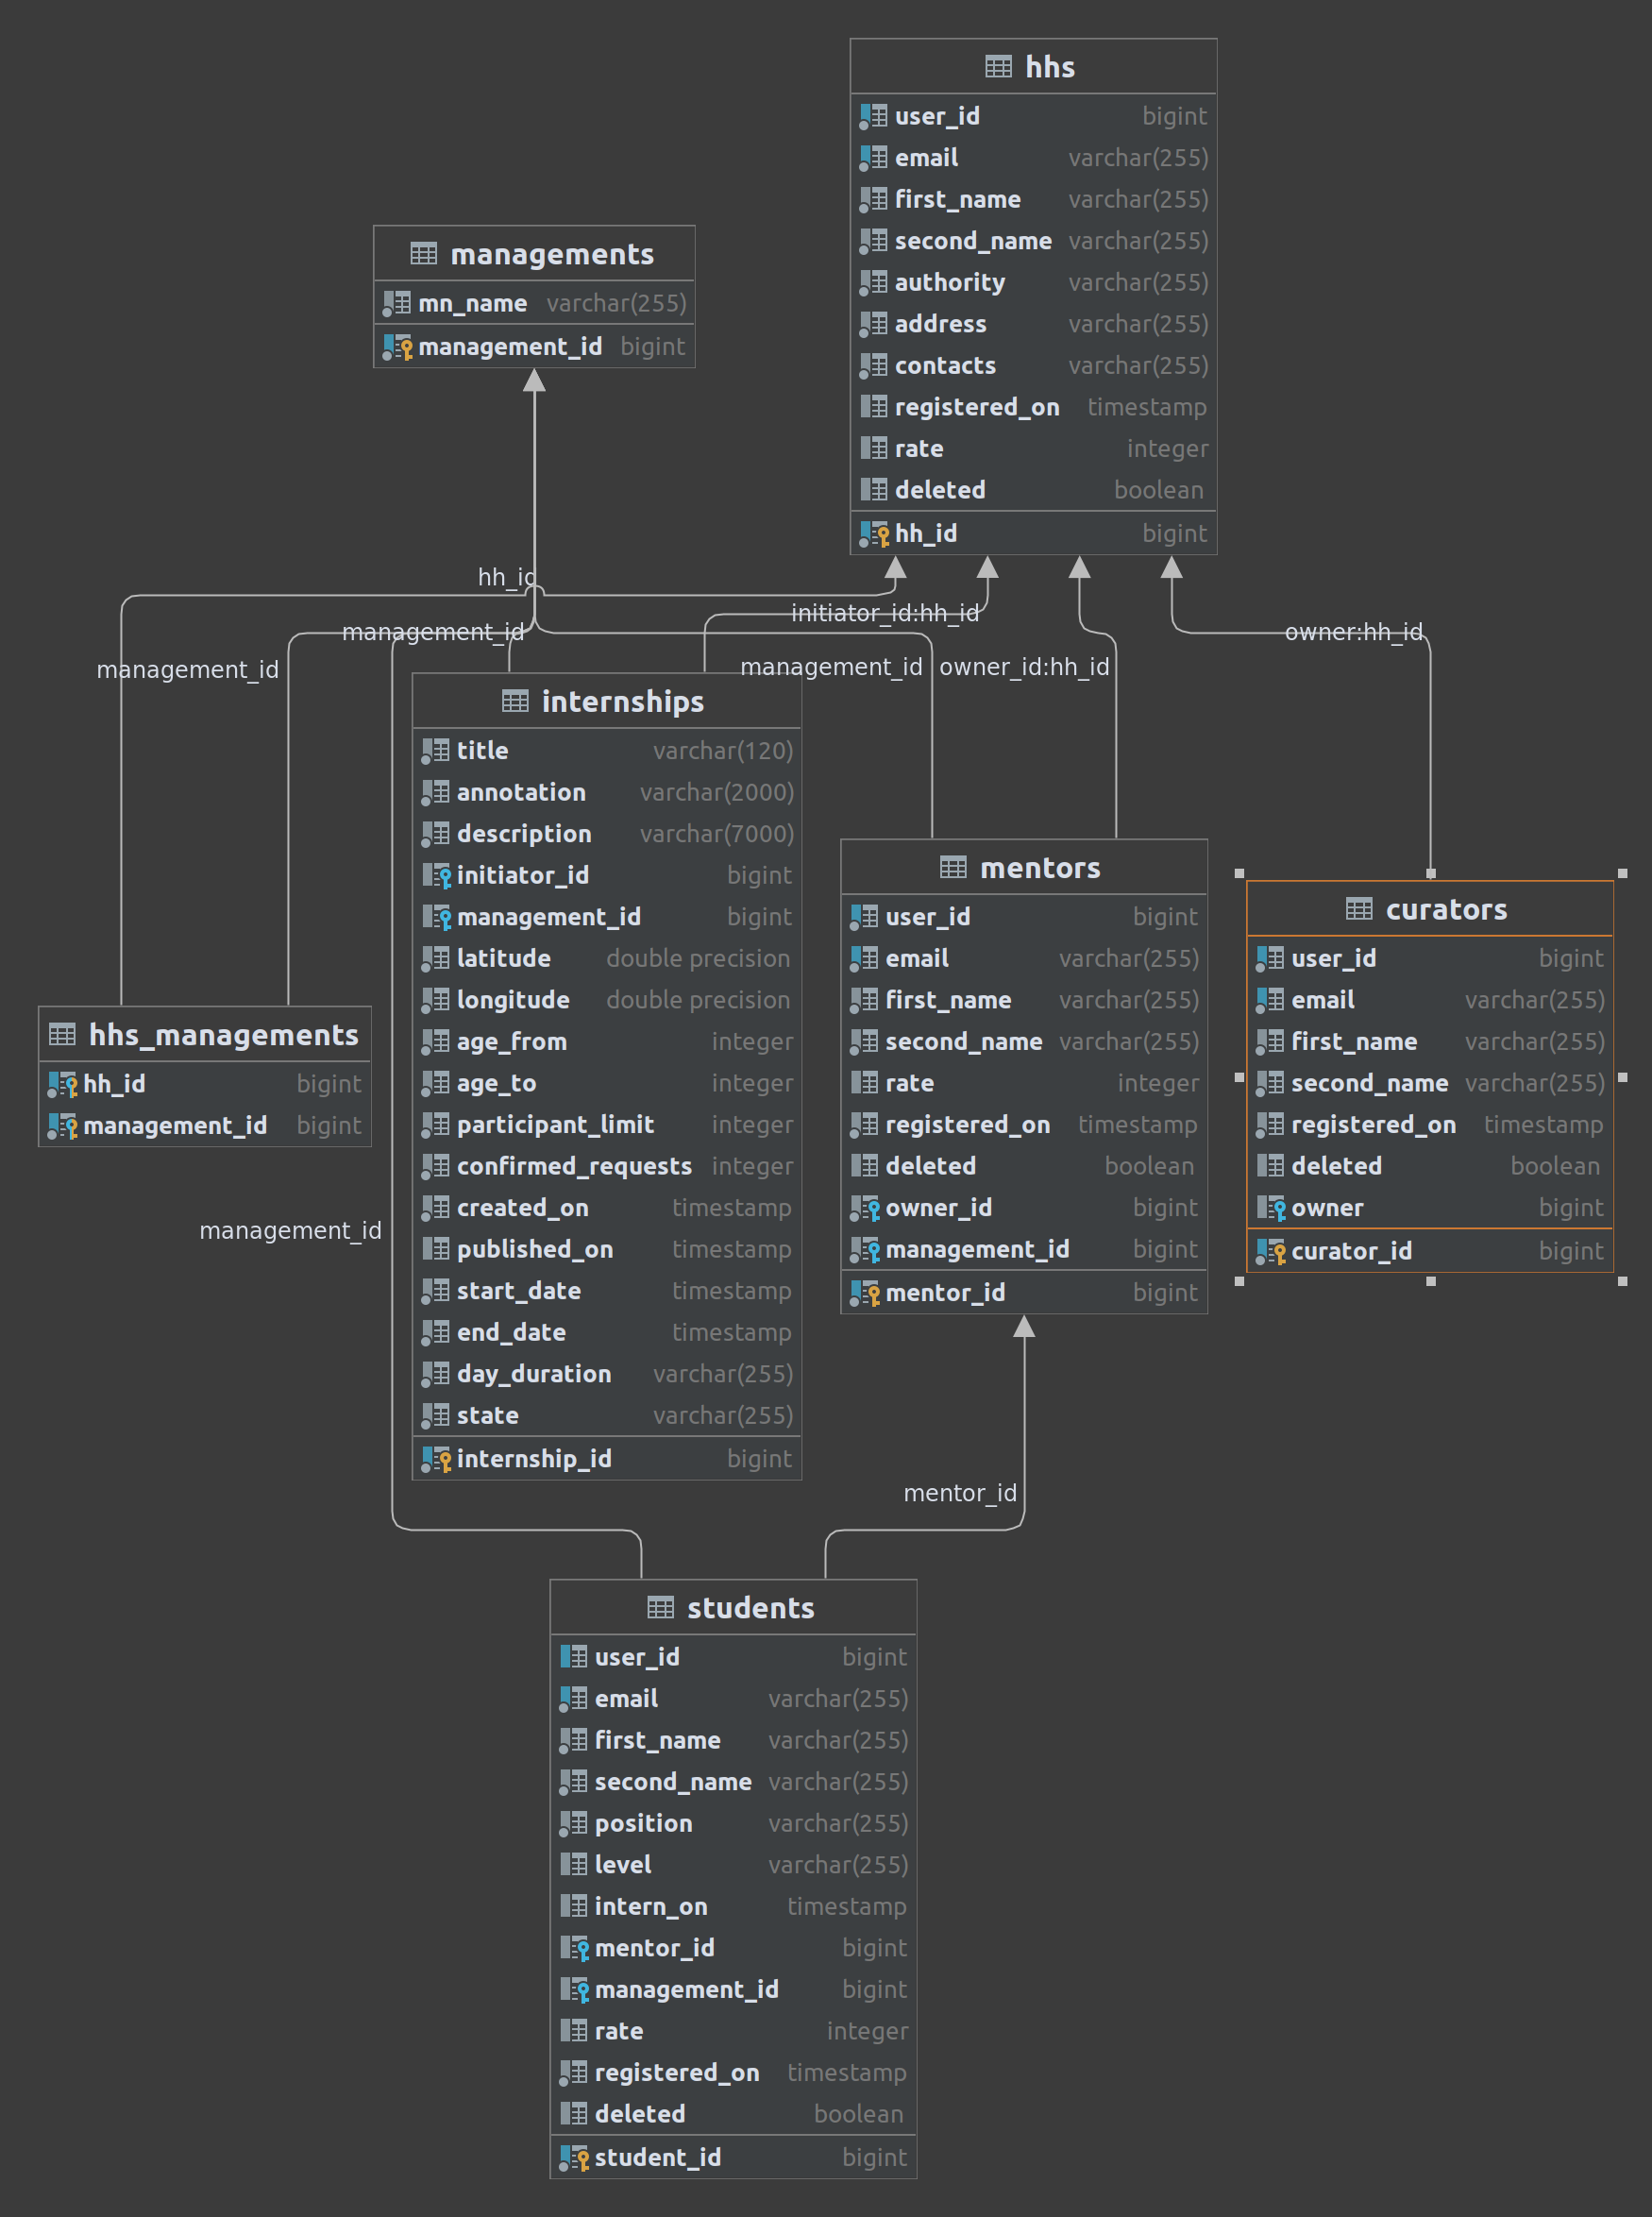 hhs
user_id bigint
email varchar(255)
first_name varchar(255)
second_name varchar(255)
authority varchar(255)
address varchar(255)
contacts varchar(255)
registered_on timestamp
rate integer
deleted boolean
hh_id bigint
managements
mn_name varchar(255)
management_id bigint
hh_id
initiator_id:hh_id
management_id
owner:hh_id
management_id
management_id
owner_id:hh_id
internships
title varchar(120)
annotation varchar(2000)
description varchar(7000)
initiator_id bigint
management_id bigint
latitude double precision
longitude double precision
age_from integer
age_to integer
participant_limit integer
confirmed_requests integer
created_on timestamp
published_on timestamp
start_date timestamp
end_date timestamp
day_duration varchar(255)
state varchar(255)
internship_id bigint
mentors
user_id bigint
email varchar(255)
first_name varchar(255)
second_name varchar(255)
rate integer
registered_on timestamp
deleted boolean
owner_id bigint
management_id bigint
mentor_id bigint
curators
user_id bigint
email varchar(255)
first_name varchar(255)
second_name varchar(255)
registered_on timestamp
deleted boolean
owner bigint
curator_id bigint
hhs_managements
hh_id bigint
management_id bigint
management_id
mentor_id
students
user_id bigint
email varchar(255)
first_name varchar(255)
second_name varchar(255)
position varchar(255)
level varchar(255)
intern_on timestamp
mentor_id bigint
management_id bigint
rate integer
registered_on timestamp
deleted boolean
student_id bigint